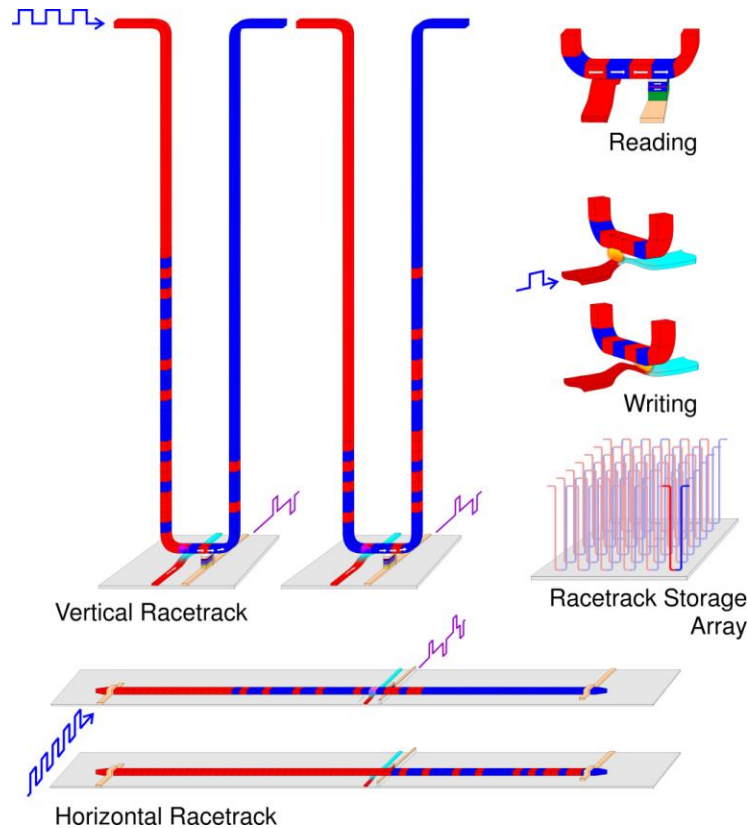 Reading
Writing
Vertical Racetrack
Racetrack Storage
Array
Horizontal Racetrack